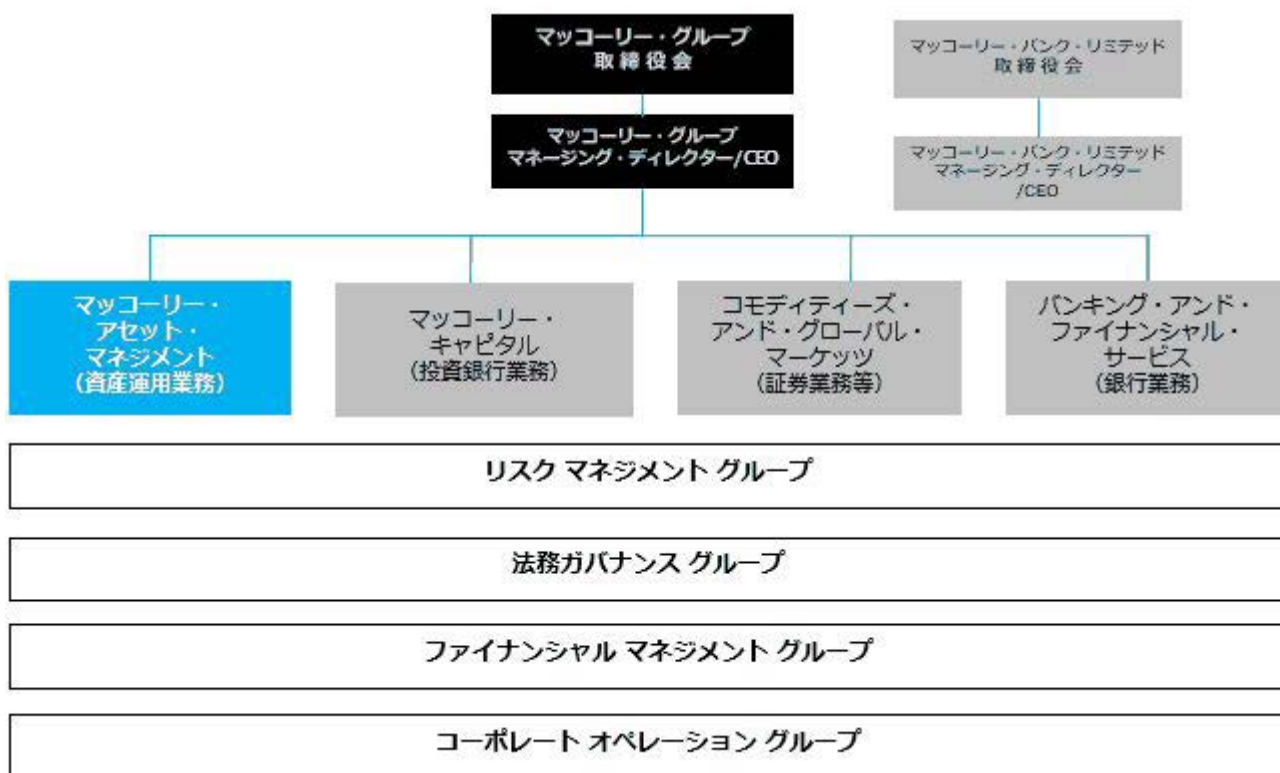 マッコーリー・グループ
取締役会
マッコーリー・バンク・リミテッド
取締役会
マッコーリー・グループ
マネージング・ディレクター/CEO
マッコーリー・バンク・リミテッド
マネージング・ディレクター
/CEO
マッコーリー・
アセット・
マネジメント
(資産運用業務)
マッコーリー・
キャピタル
(投資銀行業務)
コモディティーズ・
アンド・グローバル・
マーケッツ
(証券業務等)
バンキング・アンド・
ファイナンシャル・
サービス
(銀行業務)
リスク マネジメント グループ
法務ガバナンス グループ
ファイナンシャル マネジメント グループ
コーポレート オペレーション グループ